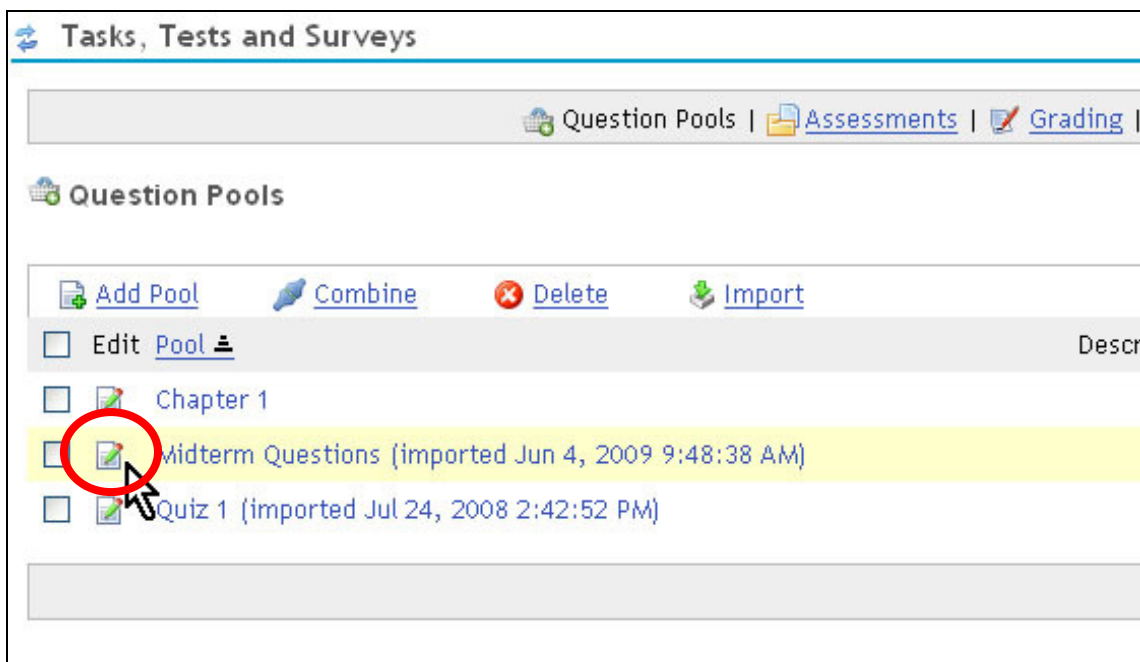 Tasks, Tests and Surveys
Question Pools | Assessments | Grading |
Question Pools
Add Pool Combine Delete Import
Edit Pool Descr
Chapter 1
Midterm Questions (imported Jun 4, 2009 9:48:38 AM)
Quiz 1 (imported Jul 24, 2008 2:42:52 PM)